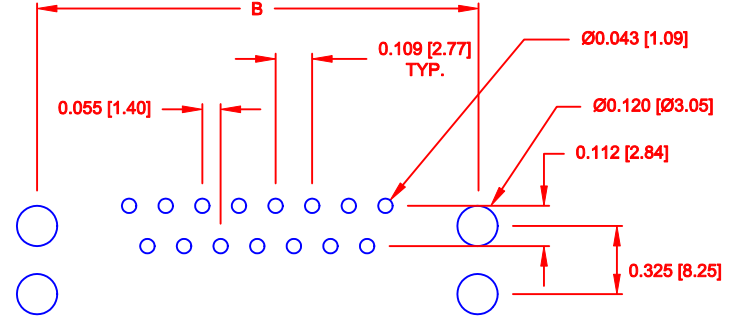 B
0.109 [2.77]
TYP.
Ø0.043 [1.09]
0.055 [1.40]
Ø0.120 [Ø3.05]
0.112 [2.84]
0.325 [8.25]